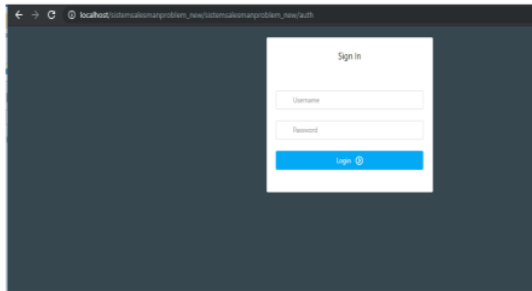 localhost/sistemsalesmanproblem_new/sistemsalesmanproblem_new/auth
Sign In
Username
Password
Login